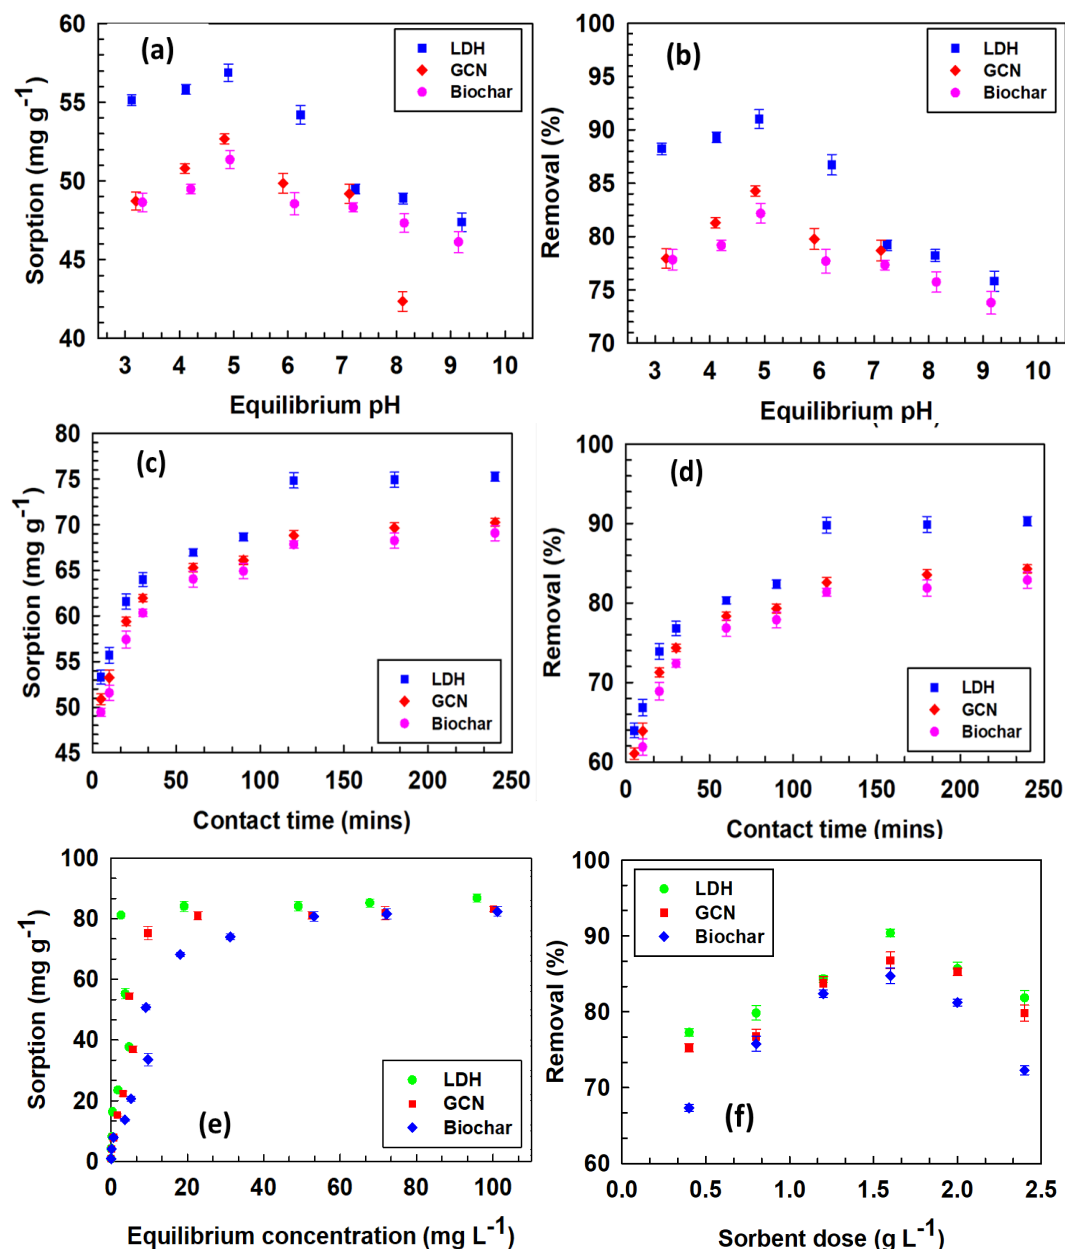 (a)
LDH
GCN
Biochar
60
55
50
45
40
Sorption (mg g-1)
3 4 5 6 7 8 9 10
Equilibrium pH
(b)
LDH
GCN
Biochar
100
95
90
85
80
75
70
Removal (%)
3 4 5 6 7 8 9 10
Equilibrium pH
(c)
LDH
GCN
Biochar
80
75
70
65
60
55
50
45
Sorption (mg g-1)
0 50 100 150 200 250
Contact time (mins)
(d)
LDH
GCN
Biochar
100
90
80
70
60
Removal (%)
0 50 100 150 200 250
Contact time (mins)
(e)
LDH
GCN
Biochar
100
80
60
40
20
0
Sorption (mg g-1)
0 20 40 60 80 100
Equilibrium concentration (mg L-1)
(f)
LDH
GCN
Biochar
100
90
80
70
60
Removal (%)
0.0 0.5 1.0 1.5 2.0 2.5
Sorbent dose (g L-1)